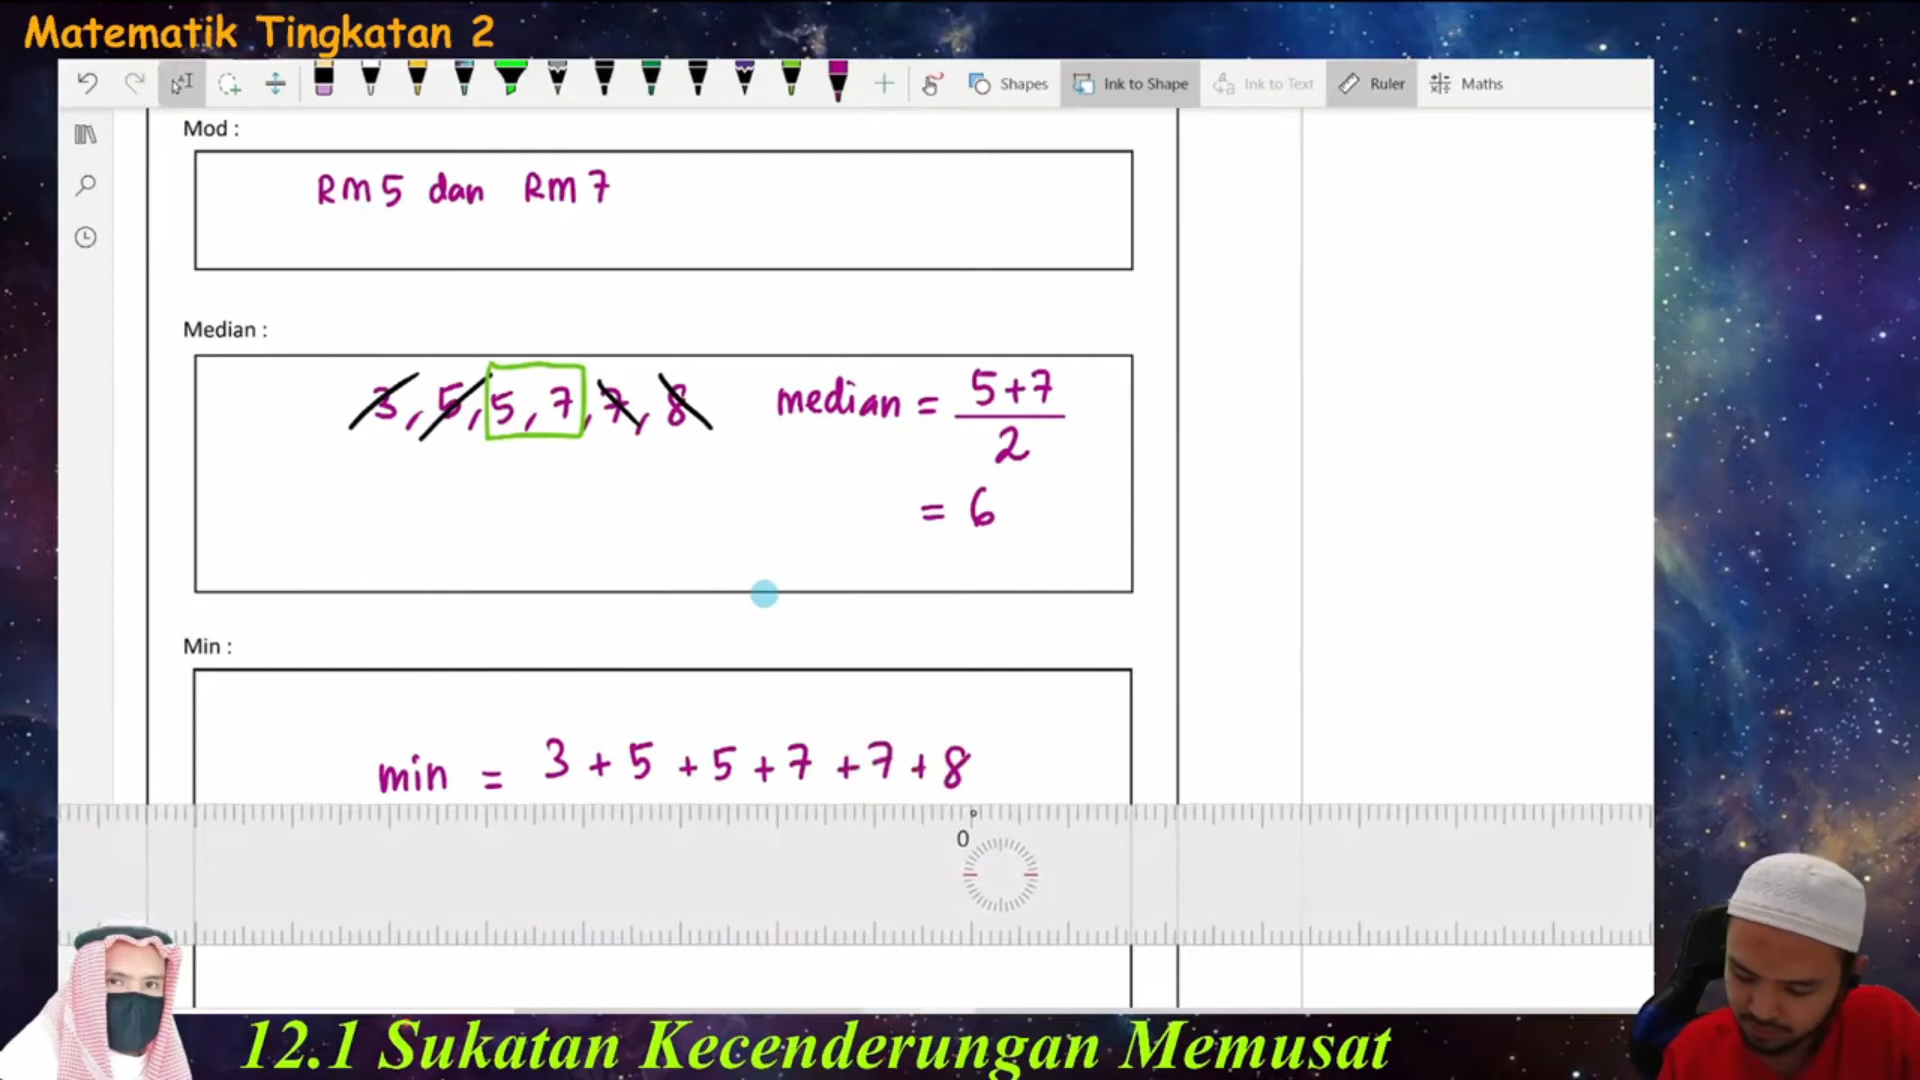 Matematik Tingkatan 2
Shapes Ink to Shape Ink to Text Ruler Maths
Mod :
RM5 dan RM7
Median :
3, 5, 5, 7, 7, 8
median = 5+7
2
= 6
Min :
min = 3 + 5 + 5 + 7 + 7 + 8
0°
12.1 Sukatan Kecenderungan Memusat